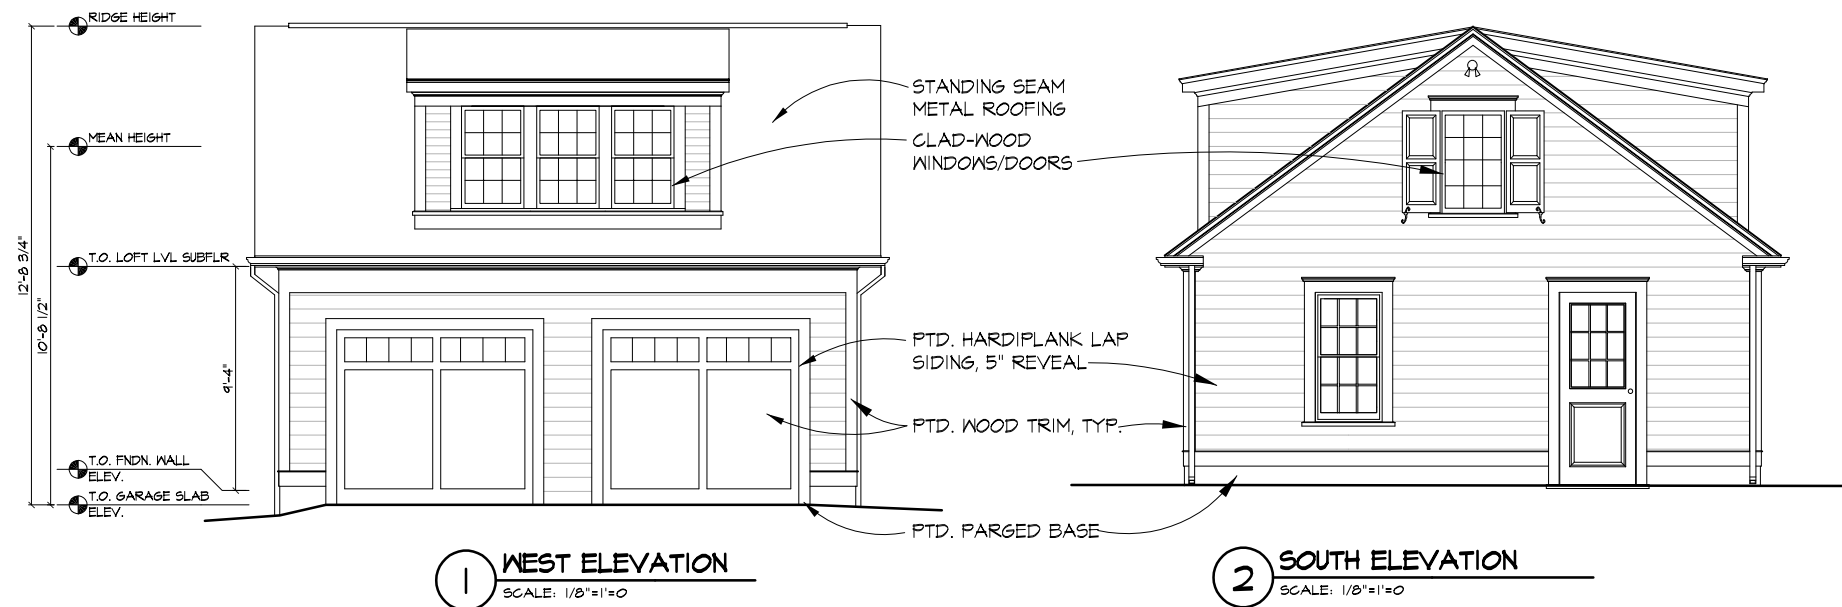 RIDGE HEIGHT
MEAN HEIGHT
T.O. LOFT LVL SUBFLR
T.O. FNDN. WALL
ELEV.
T.O. GARAGE SLAB
ELEV.
12'-8 3/4"
10'-8 1/2"
9'-4"
STANDING SEAM
METAL ROOFING
CLAD-WOOD
WINDOWS/DOORS
PTD. HARDIPLANK LAP
SIDING, 5" REVEAL
PTD. WOOD TRIM, TYP.
PTD. PARGED BASE
1
WEST ELEVATION
SCALE: 1/8"=1'=0
2
SOUTH ELEVATION
SCALE: 1/8"=1'=0